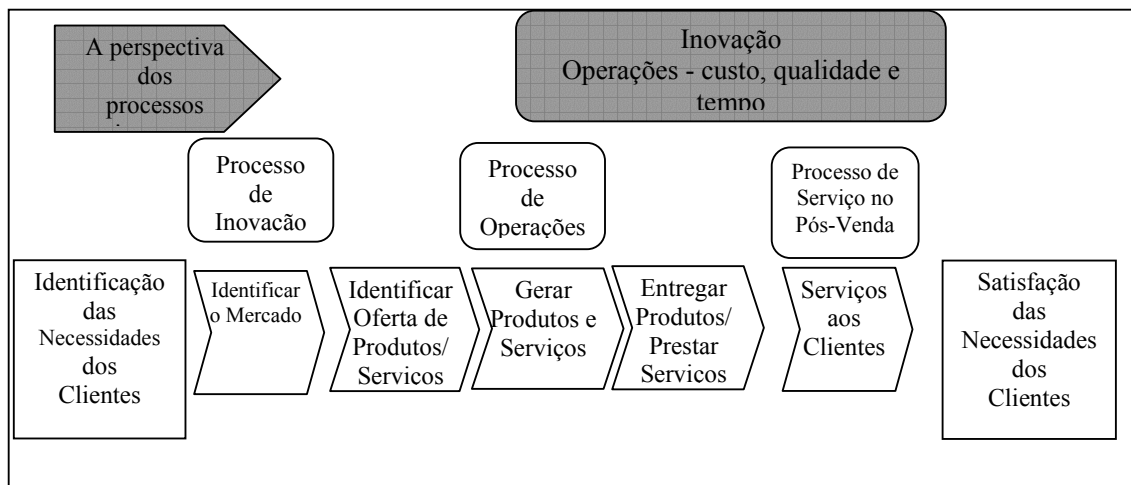 A perspectiva
dos
processos
Inovação
Operações - custo, qualidade e
tempo
Processo
de
Inovacão
Processo
de
Operações
Processo de
Serviço no
Pós-Venda
Identificação
das
Necessidades
dos
Clientes
Identificar
o Mercado
Identificar
Oferta de
Produtos/
Servicos
Gerar
Produtos e
Serviços
Entregar
Produtos/
Prestar
Servicos
Serviços
aos
Clientes
Satisfação
das
Necessidades
dos
Clientes